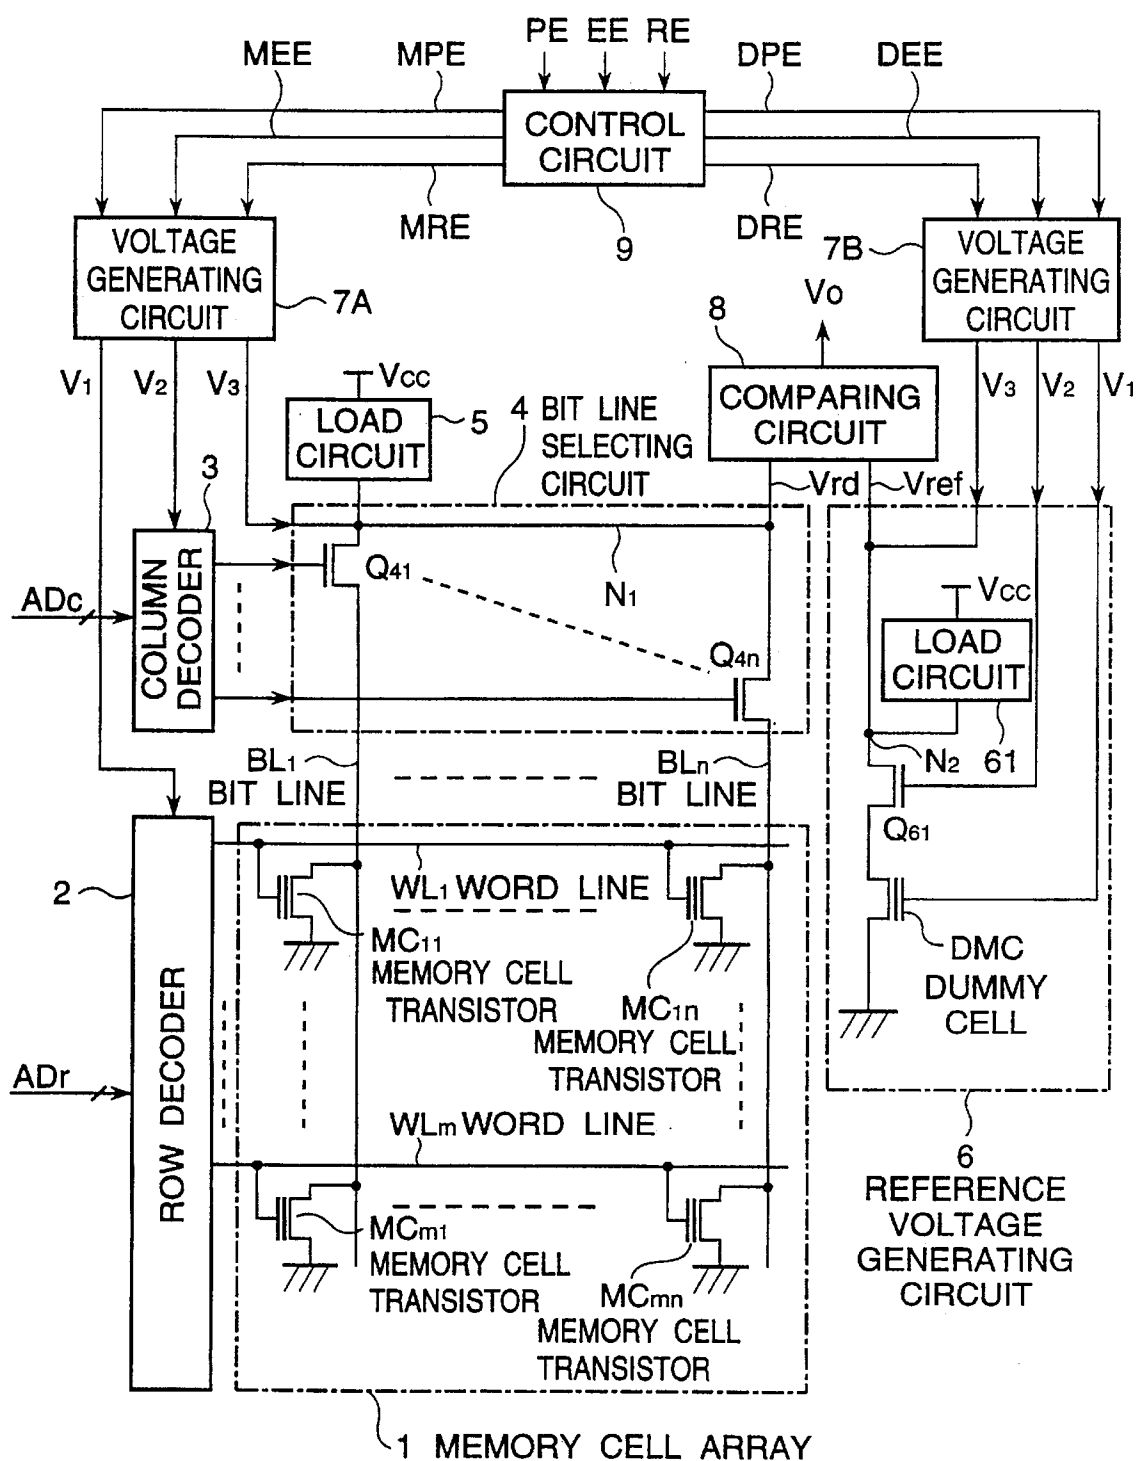 PE EE RE
MEE MPE DPE DEE
CONTROL
CIRCUIT
9
MRE DRE
VOLTAGE
GENERATING
CIRCUIT
7A
7B
VOLTAGE
GENERATING
CIRCUIT
Vo
8
V1 V2 V3
VCC
LOAD
CIRCUIT
5
4 BIT LINE
SELECTING
CIRCUIT
COMPARING
CIRCUIT
V3 V2 V1
Vrd Vref
3
COLUMN
DECODER
ADc
Q41
N1
Q4n
VCC
LOAD
CIRCUIT
N2 61
BL1
BIT LINE
BLn
BIT LINE
Q61
2
ROW DECODER
ADr
WL1 WORD LINE
MC11
MEMORY CELL
TRANSISTOR
MC1n
MEMORY CELL
TRANSISTOR
DMC
DUMMY
CELL
WLm WORD LINE
MCm1
MEMORY CELL
TRANSISTOR
MCmn
MEMORY CELL
TRANSISTOR
6
REFERENCE
VOLTAGE
GENERATING
CIRCUIT
1 MEMORY CELL ARRAY